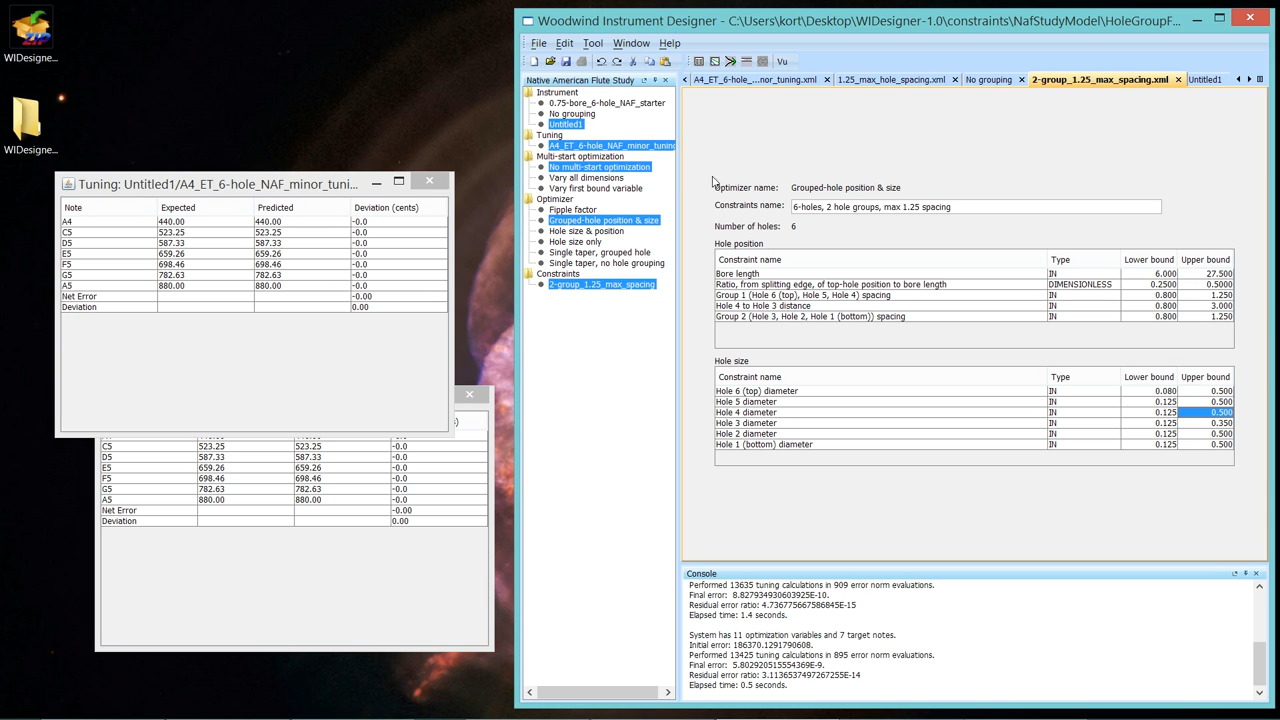 WIDesigne...
WIDesigne...
Tuning: Untitled1/A4_ET_6-hole_NAF_minor_tuni...
Note Expected Predicted Deviation (cents)
A4 440.00 440.00 -0.0
C5 523.25 523.25 -0.0
D5 587.33 587.33 -0.0
E5 659.26 659.26 -0.0
F5 698.46 698.46 -0.0
G5 782.63 782.63 -0.0
A5 880.00 880.00 -0.0
Net Error -0.00
Deviation 0.00
C5 523.25 523.25 -0.0
D5 587.33 587.33 -0.0
E5 659.26 659.26 -0.0
F5 698.46 698.46 -0.0
G5 782.63 782.63 -0.0
A5 880.00 880.00 -0.0
Net Error -0.00
Deviation 0.00
Woodwind Instrument Designer - C:\Users\kort\Desktop\WIDesigner-1.0\constraints\NafStudyModel\HoleGroupF...
File Edit Tool Window Help
Vu
Native American Flute Study
Instrument
0.75-bore_6-hole_NAF_starter
No grouping
Untitled1
Tuning
A4_ET_6-hole_NAF_minor_tuning
Multi-start optimization
No multi-start optimization
Vary all dimensions
Vary first bound variable
Optimizer
Fipple factor
Grouped-hole position & size
Hole size & position
Hole size only
Single taper, grouped hole
Single taper, no hole grouping
Constraints
2-group_1.25_max_spacing
A4_ET_6-hole_...nor_tuning.xml 1.25_max_hole_spacing.xml No grouping 2-group_1.25_max_spacing.xml Untitled1
Optimizer name: Grouped-hole position & size
Constraints name: 6-holes, 2 hole groups, max 1.25 spacing
Number of holes: 6
Hole position
Constraint name Type Lower bound Upper bound
Bore length IN 6.000 27.500
Ratio, from splitting edge, of top-hole position to bore length DIMENSIONLESS 0.2500 0.5000
Group 1 (Hole 6 (top), Hole 5, Hole 4) spacing IN 0.800 1.250
Hole 4 to Hole 3 distance IN 0.800 3.000
Group 2 (Hole 3, Hole 2, Hole 1 (bottom)) spacing IN 0.800 1.250
Hole size
Constraint name Type Lower bound Upper bound
Hole 6 (top) diameter IN 0.080 0.500
Hole 5 diameter IN 0.125 0.500
Hole 4 diameter IN 0.125 0.500
Hole 3 diameter IN 0.125 0.350
Hole 2 diameter IN 0.125 0.500
Hole 1 (bottom) diameter IN 0.125 0.500
Console
Performed 13635 tuning calculations in 909 error norm evaluations.
Final error: 8.827934930603925E-10.
Residual error ratio: 4.736775667586845E-15
Elapsed time: 1.4 seconds.
System has 11 optimization variables and 7 target notes.
Initial error: 186370.1291790608.
Performed 13425 tuning calculations in 895 error norm evaluations.
Final error: 5.802920515554369E-9.
Residual error ratio: 3.1136537497267255E-14
Elapsed time: 0.5 seconds.